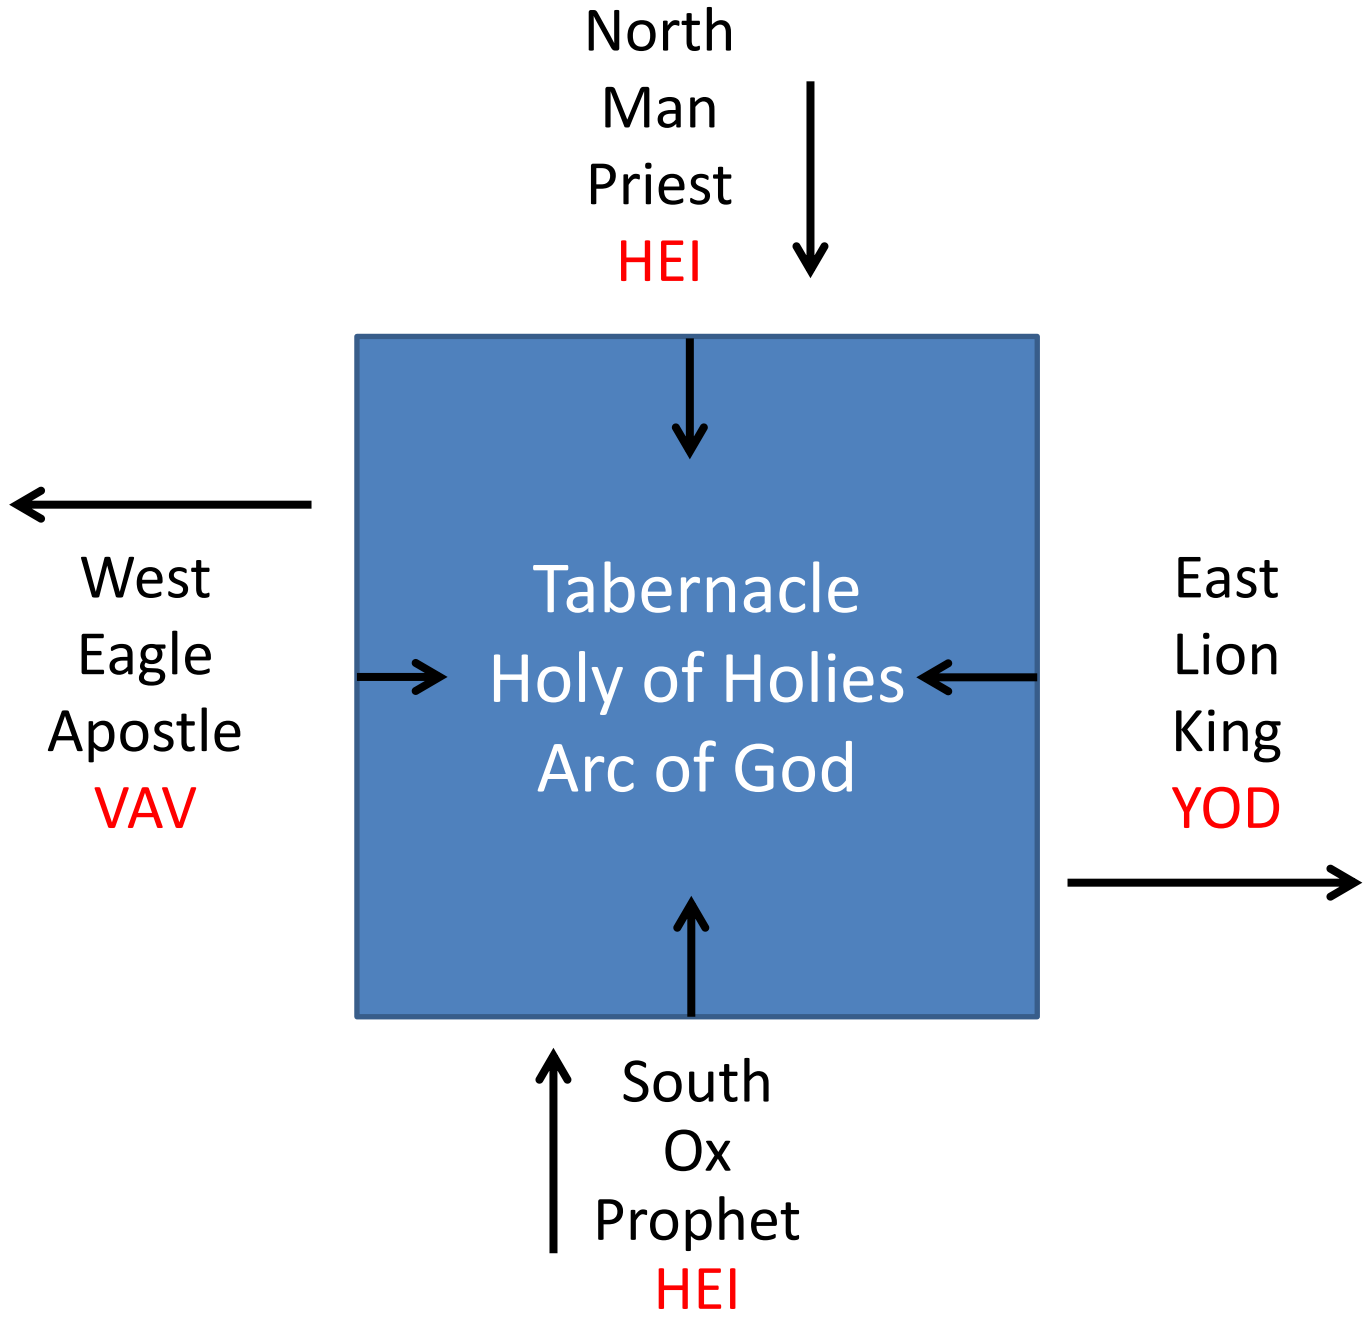 North
Man
Priest
HEI
West
Eagle
Apostle
VAV
Tabernacle
Holy of Holies
Arc of God
East
Lion
King
YOD
South
Ox
Prophet
HEI